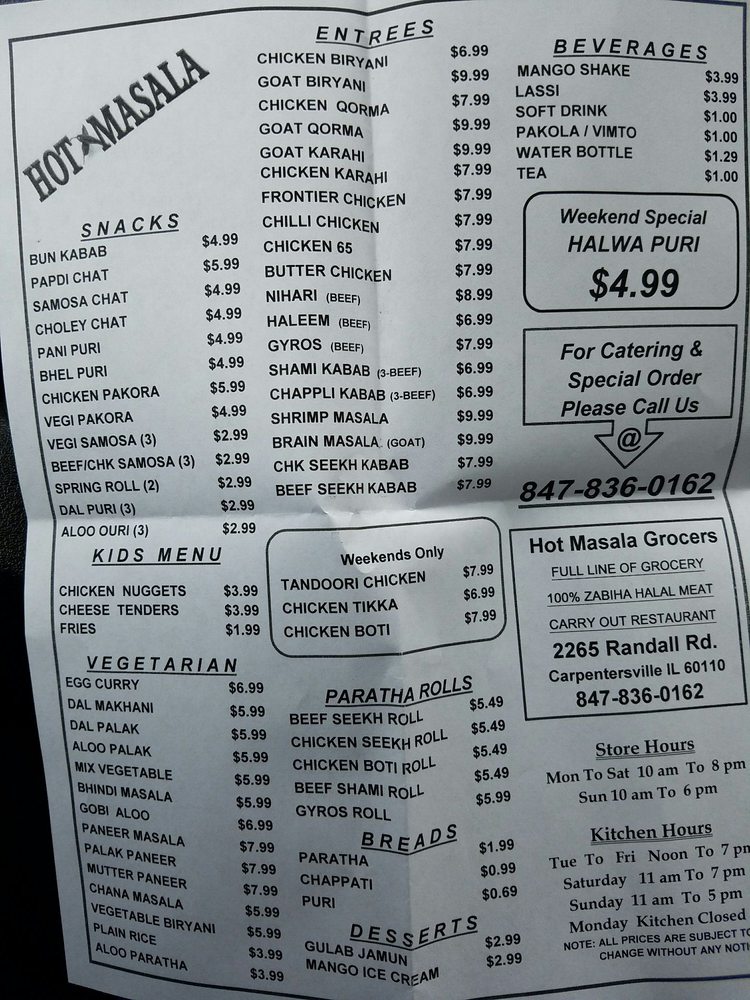 HOT MASALA
SNACKS
BUN KABAB $4.99
PAPDI CHAT $5.99
SAMOSA CHAT $4.99
CHOLEY CHAT $4.99
PANI PURI $4.99
BHEL PURI $4.99
CHICKEN PAKORA $5.99
VEGI PAKORA $4.99
VEGI SAMOSA (3) $2.99
BEEF/CHK SAMOSA (3) $2.99
SPRING ROLL (2) $2.99
DAL PURI (3) $2.99
ALOO OURI (3) $2.99
KIDS MENU
CHICKEN NUGGETS $3.99
CHEESE TENDERS $3.99
FRIES $1.99
VEGETARIAN
EGG CURRY $6.99
DAL MAKHANI $5.99
DAL PALAK $5.99
ALOO PALAK $5.99
MIX VEGETABLE $5.99
BHINDI MASALA $5.99
GOBI ALOO $6.99
PANEER MASALA $7.99
PALAK PANEER $7.99
MUTTER PANEER $7.99
CHANA MASALA $5.99
VEGETABLE BIRYANI $5.99
PLAIN RICE $3.99
ALOO PARATHA $3.99
ENTREES
CHICKEN BIRYANI $6.99
GOAT BIRYANI $9.99
CHICKEN QORMA $7.99
GOAT QORMA $9.99
GOAT KARAHI $9.99
CHICKEN KARAHI $7.99
FRONTIER CHICKEN $7.99
CHILLI CHICKEN $7.99
CHICKEN 65 $7.99
BUTTER CHICKEN $7.99
NIHARI (BEEF) $8.99
HALEEM (BEEF) $6.99
GYROS (BEEF) $7.99
SHAMI KABAB (3-BEEF) $6.99
CHAPPLI KABAB (3-BEEF) $6.99
SHRIMP MASALA $9.99
BRAIN MASALA (GOAT) $9.99
CHK SEEKH KABAB $7.99
BEEF SEEKH KABAB $7.99
Weekends Only
TANDOORI CHICKEN $7.99
CHICKEN TIKKA $6.99
CHICKEN BOTI $7.99
PARATHA ROLLS
BEEF SEEKH ROLL $5.49
CHICKEN SEEKH ROLL $5.49
CHICKEN BOTI ROLL $5.49
BEEF SHAMI ROLL $5.49
GYROS ROLL $5.99
BREADS
PARATHA $1.99
CHAPPATI $0.99
PURI $0.69
DESSERTS
GULAB JAMUN $2.99
MANGO ICE CREAM $2.99
BEVERAGES
MANGO SHAKE $3.99
LASSI $3.99
SOFT DRINK $1.00
PAKOLA / VIMTO $1.00
WATER BOTTLE $1.29
TEA $1.00
Weekend Special
HALWA PURI
$4.99
For Catering &
Special Order
Please Call Us
@
847-836-0162
Hot Masala Grocers
FULL LINE OF GROCERY
100% ZABIHA HALAL MEAT
CARRY OUT RESTAURANT
2265 Randall Rd.
Carpentersville IL 60110
847-836-0162
Store Hours
Mon To Sat 10 am To 8 pm
Sun 10 am To 6 pm
Kitchen Hours
Tue To Fri Noon To 7 pm
Saturday 11 am To 7 pm
Sunday 11 am To 5 pm
Monday Kitchen Closed
NOTE: ALL PRICES ARE SUBJECT TO
CHANGE WITHOUT ANY NOTI